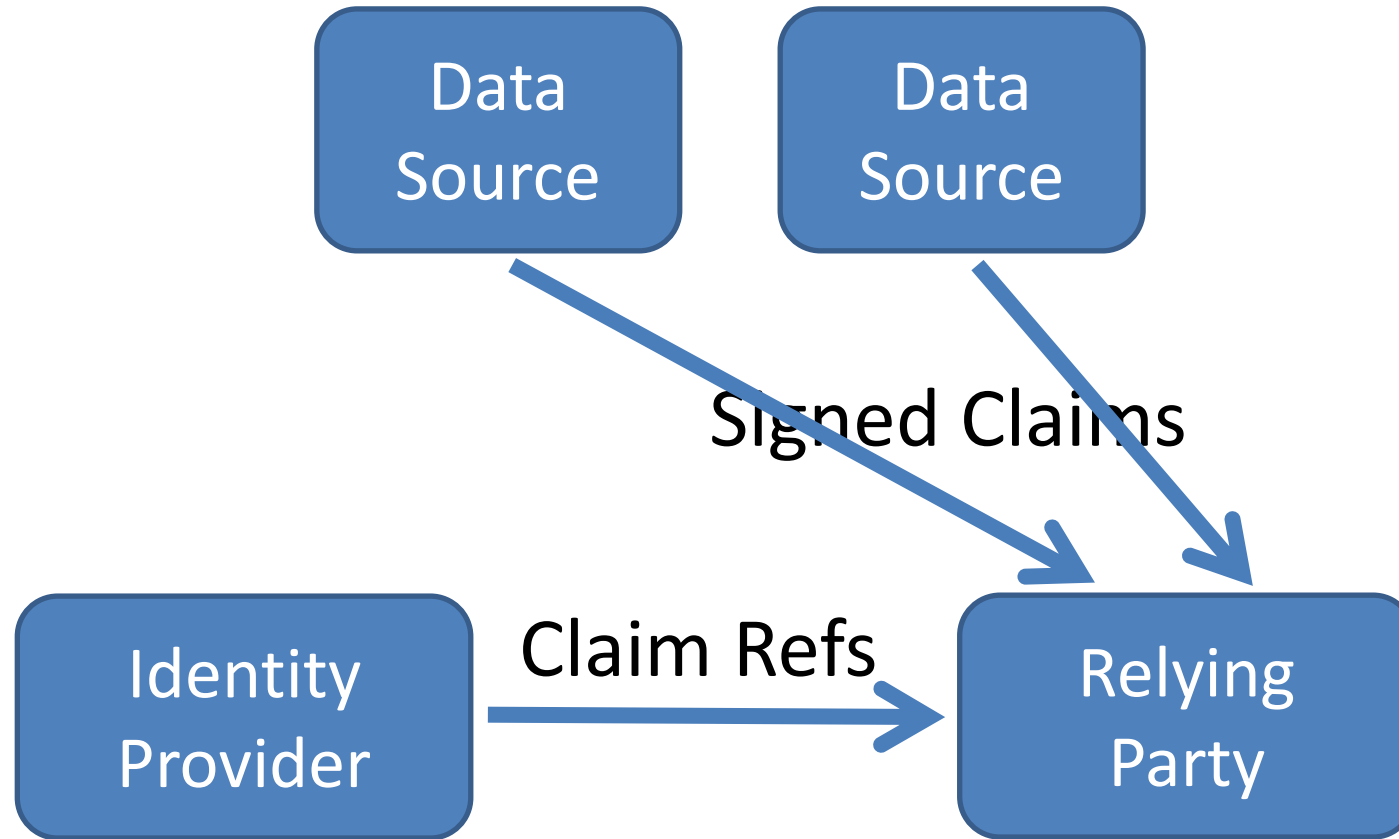 Data
Source
Data
Source
Signed Claims
Claim Refs
Identity
Provider
Relying
Party